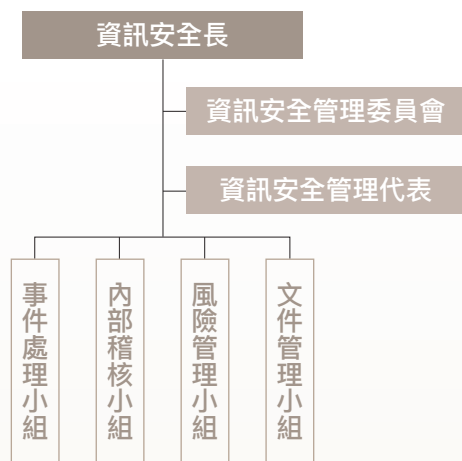 資訊安全長
資訊安全管理委員會
資訊安全管理代表
事件處理小組
內部稽核小組
風險管理小組
文件管理小組